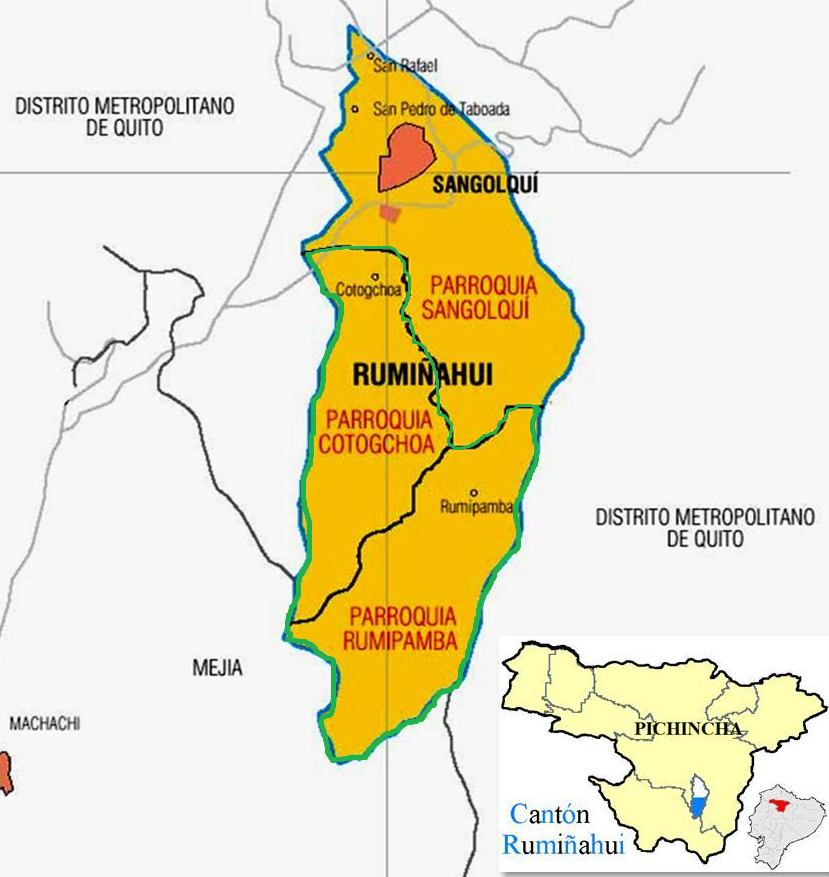 San Rafael
DISTRITO METROPOLITANO
DE QUITO
San Pedro de Taboada
SANGOLQUÍ
Cotogchoa
PARROQUIA
SANGOLQUÍ
RUMIÑAHUI
PARROQUIA
COTOGCHOA
Rumipamba
DISTRITO METROPOLITANO
DE QUITO
PARROQUIA
RUMIPAMBA
MEJIA
MACHACHI
PICHINCHA
Cantón
Rumiñahui